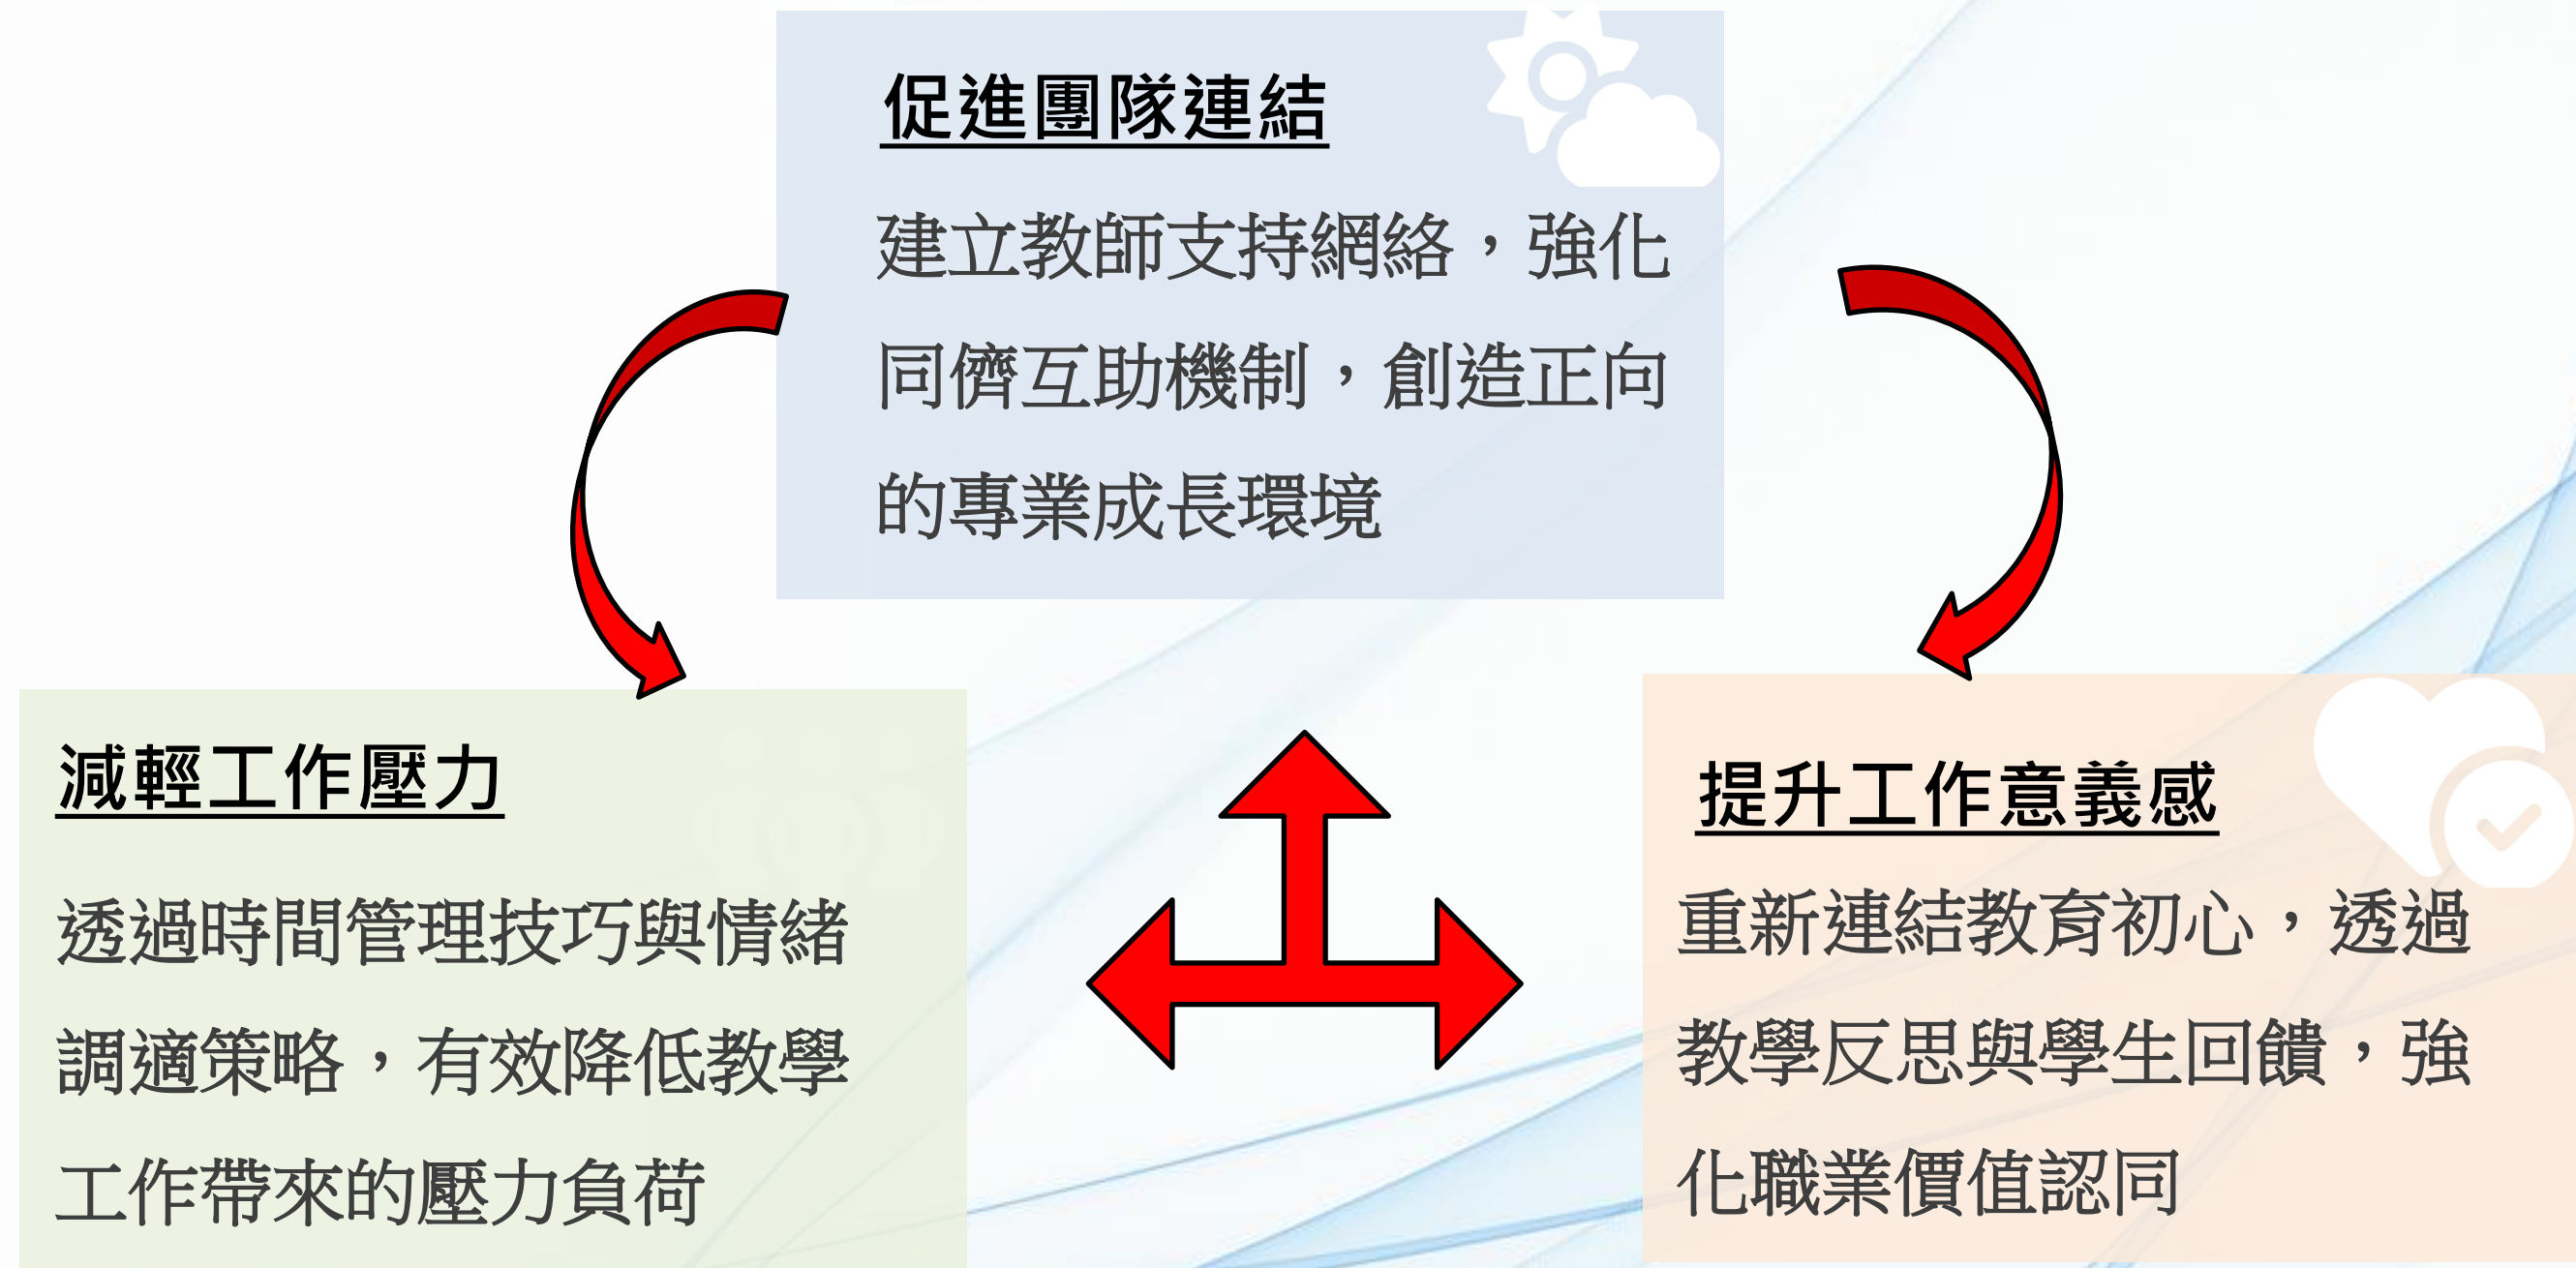 促進團隊連結
建立教師支持網絡，強化
同儕互助機制，創造正向
的專業成長環境
減輕工作壓力
透過時間管理技巧與情緒
調適策略，有效降低教學
工作帶來的壓力負荷
提升工作意義感
重新連結教育初心，透過
教學反思與學生回饋，強
化職業價值認同